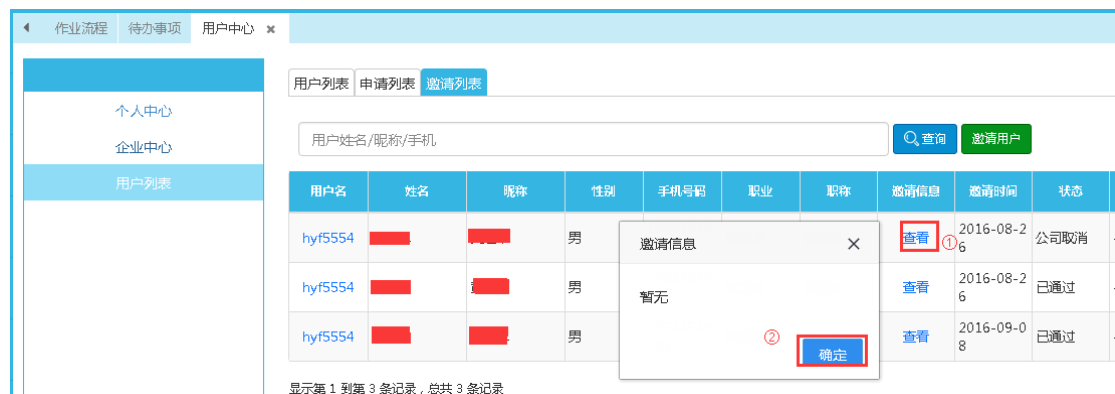 作业流程 待办事项 用户中心 ×
个人中心
企业中心
用户列表
用户列表 申请列表 邀请列表
用户姓名/昵称/手机 查询 邀请用户
用户名 姓名 昵称 性别 手机号码 职业 职称 邀请信息 邀请时间 状态
hyf5554 男 查看 ① 2016-08-2
6 公司取消
hyf5554 男 查看 2016-08-2
6 已通过
hyf5554 男 查看 2016-09-0
8 已通过
邀请信息 ×
暂无
② 确定
显示第 1 到第 3 条记录，总共 3 条记录